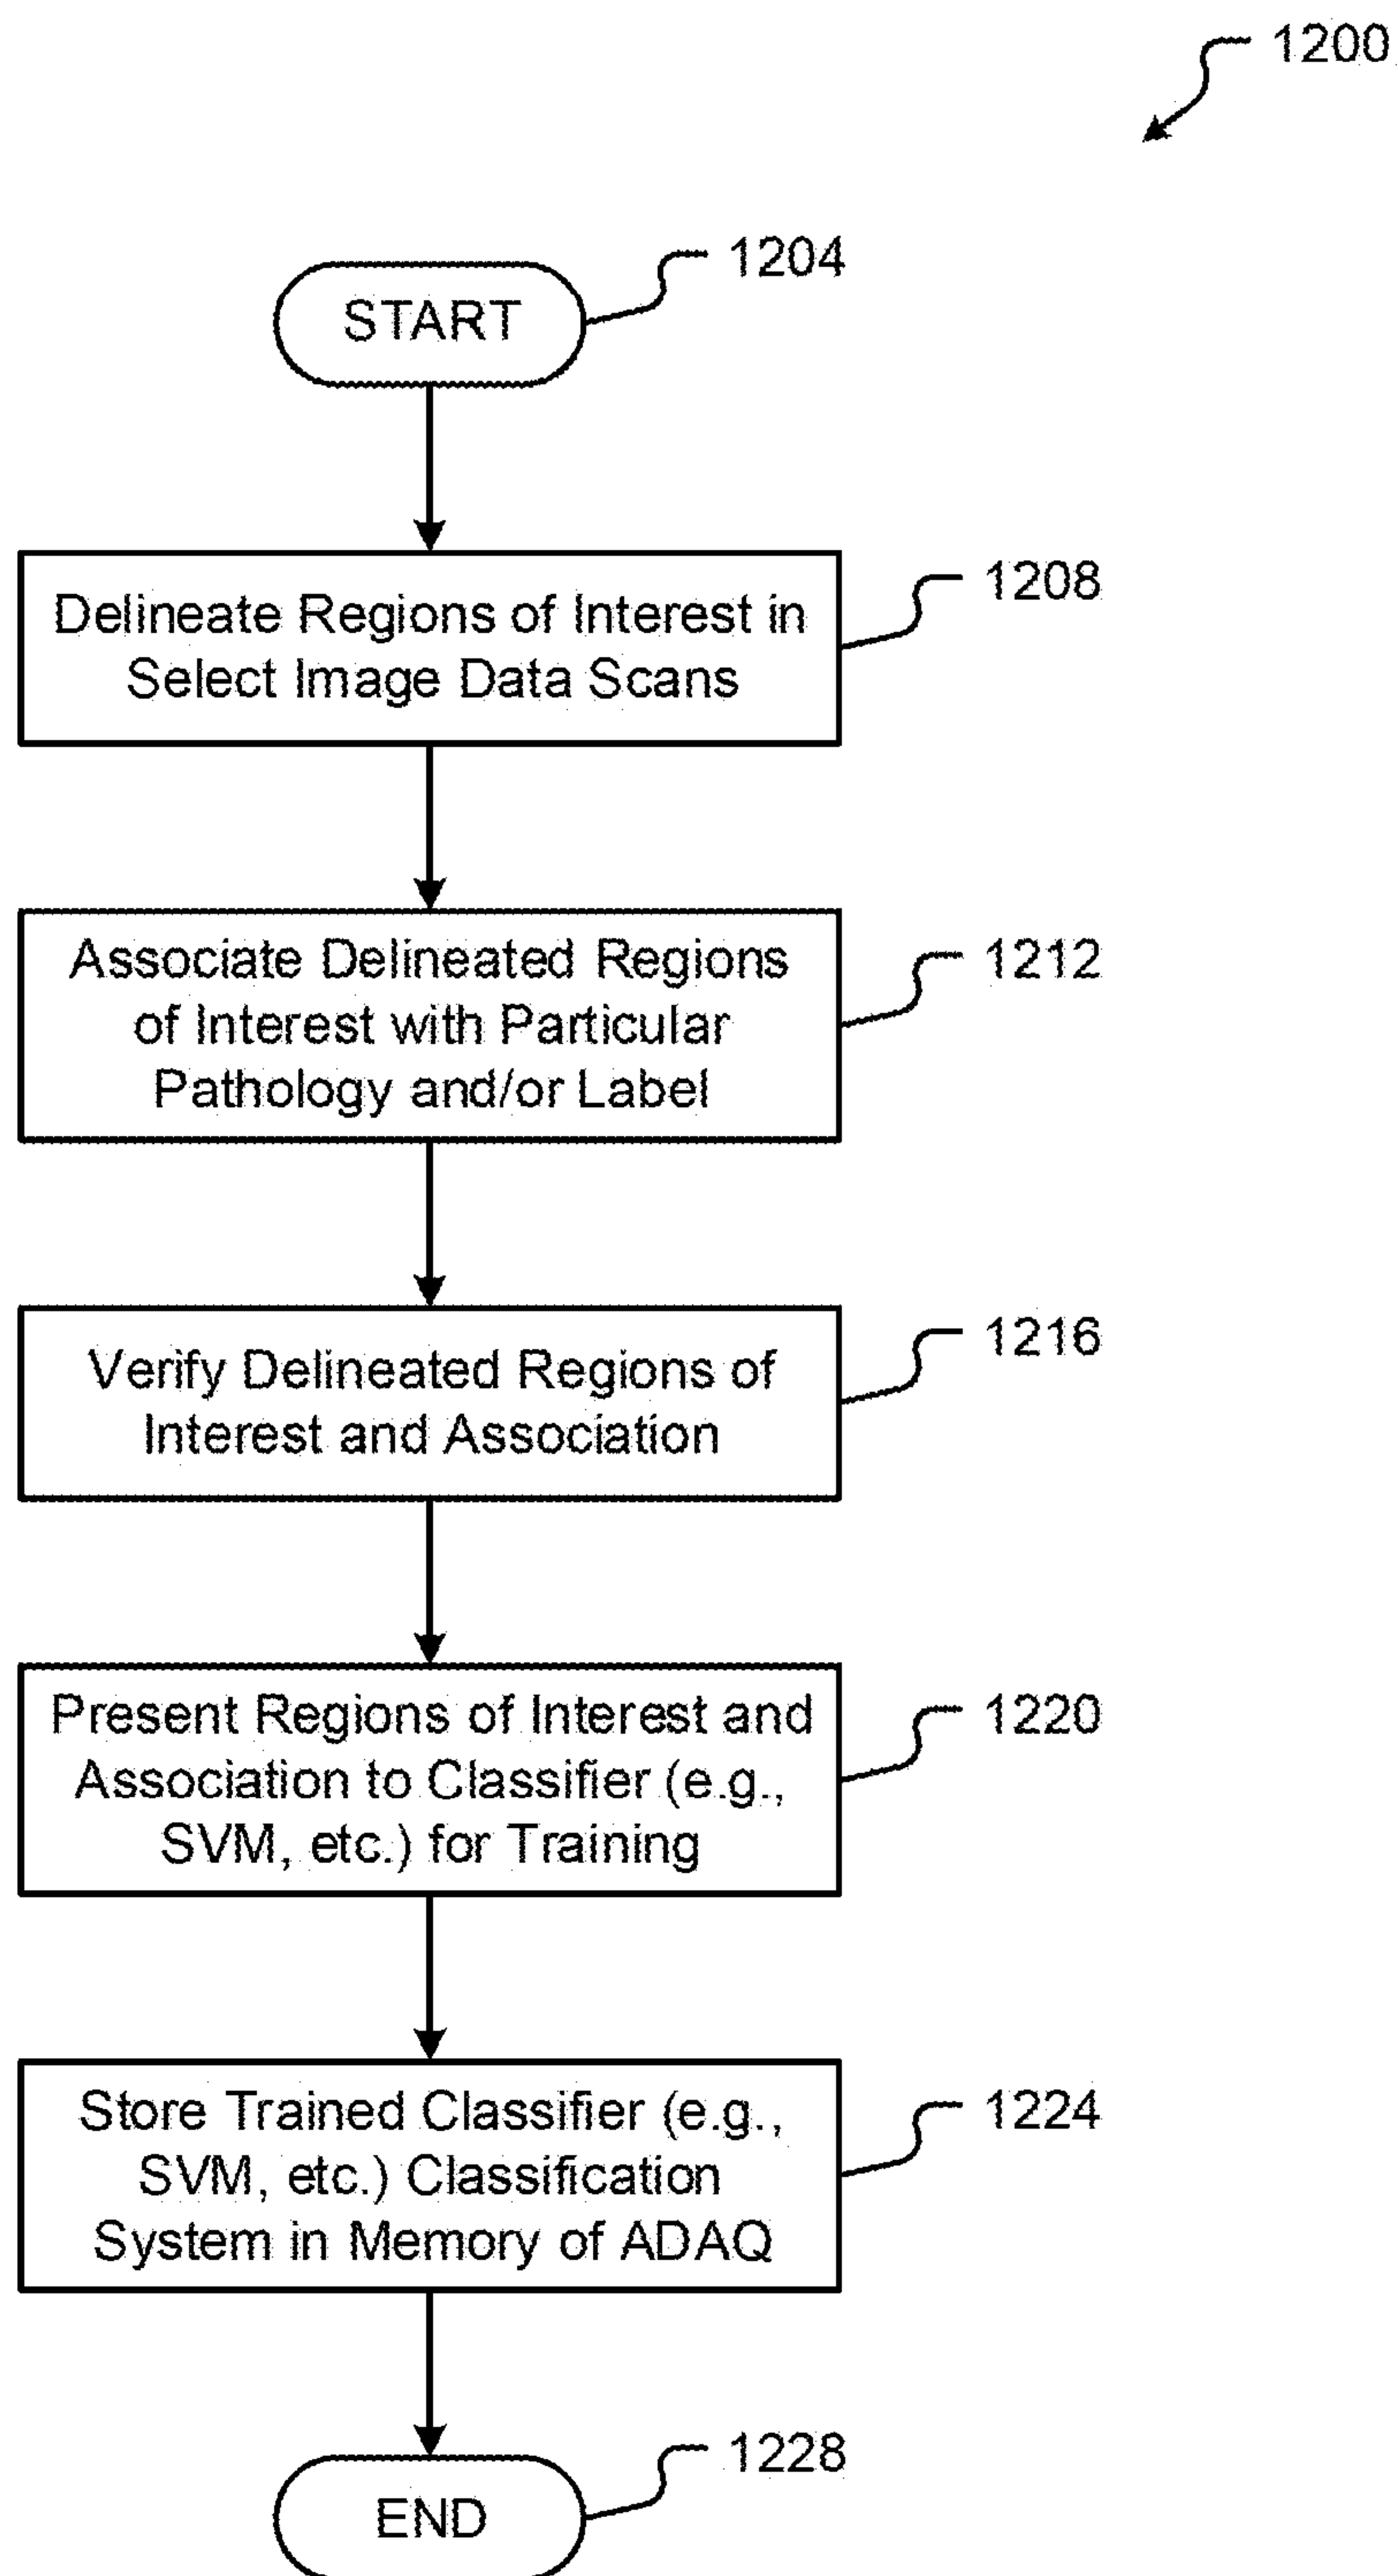 1200
START
1204
Delineate Regions of Interest in
Select Image Data Scans
1208
Associate Delineated Regions
of Interest with Particular
Pathology and/or Label
1212
Verify Delineated Regions of
Interest and Association
1216
Present Regions of Interest and
Association to Classifier (e.g.,
SVM, etc.) for Training
1220
Store Trained Classifier (e.g.,
SVM, etc.) Classification
System in Memory of ADAQ
1224
END
1228